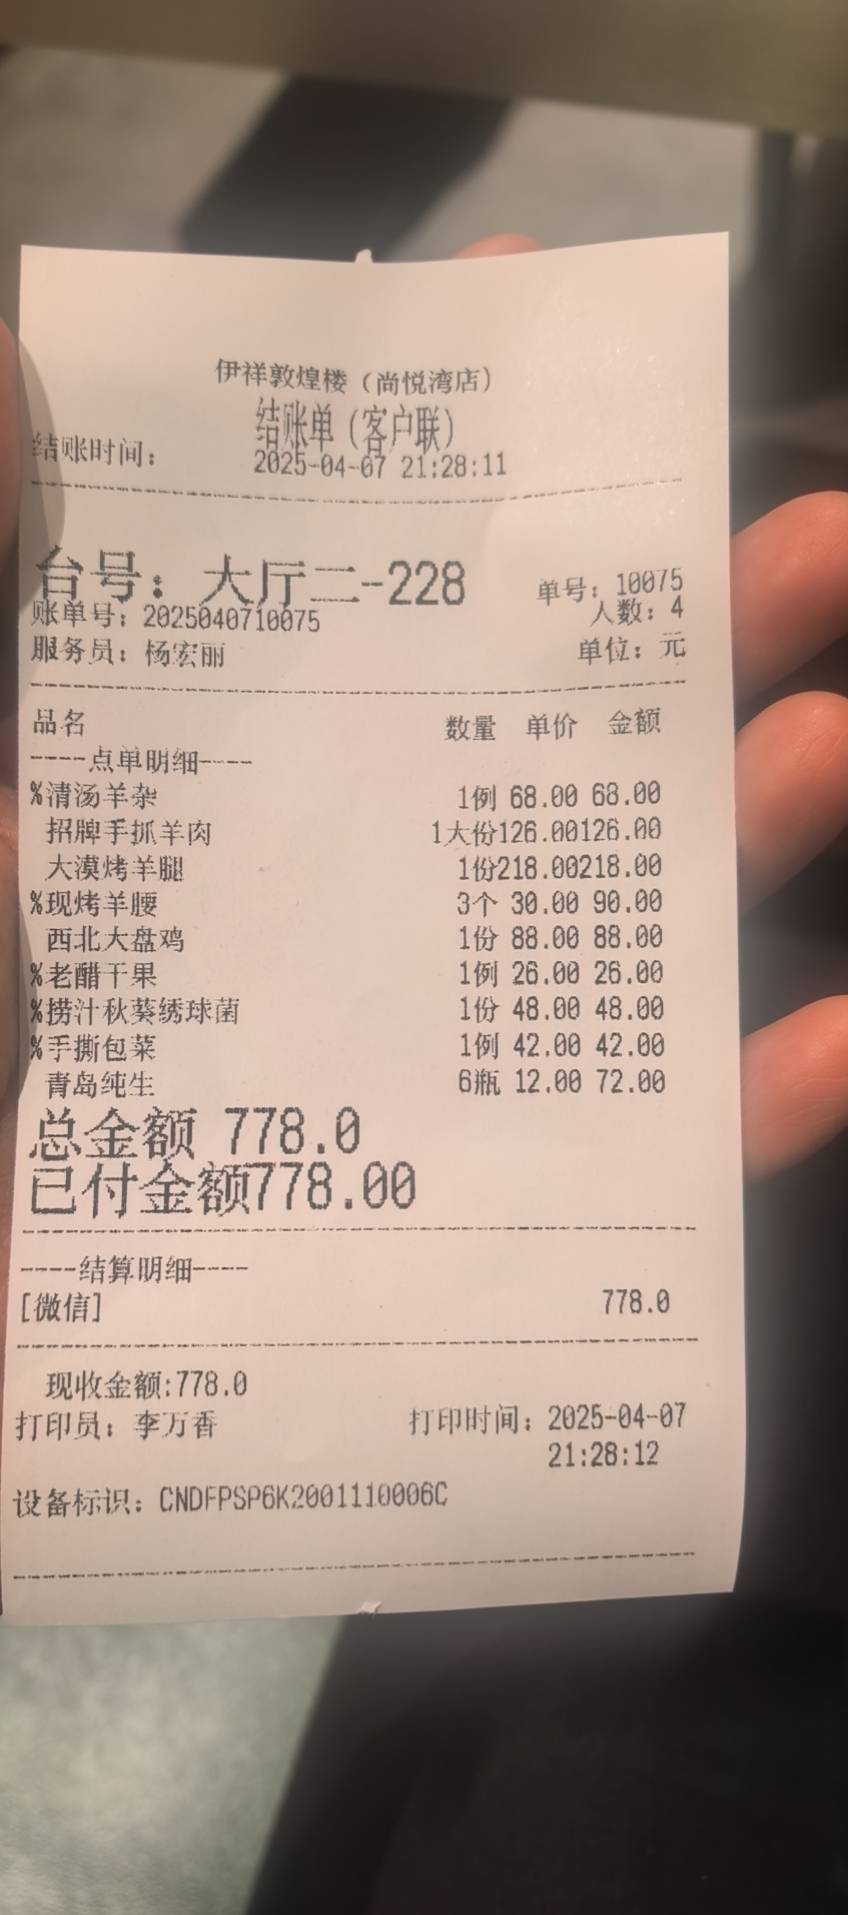 伊祥敦煌楼（尚悦湾店）
结账单（客户联）
结账时间： 2025-04-07 21:28:11
台号：大厅二-228 单号：10075
账单号：2025040710075 人数：4
服务员：杨宏丽 单位：元
品名 数量 单价 金额
----点单明细----
%清汤羊杂 1例 68.00 68.00
招牌手抓羊肉 1大份126.00126.00
大漠烤羊腿 1份218.00218.00
%现烤羊腰 3个 30.00 90.00
西北大盘鸡 1份 88.00 88.00
%老醋干果 1例 26.00 26.00
%捞汁秋葵绣球菌 1份 48.00 48.00
%手撕包菜 1例 42.00 42.00
青岛纯生 6瓶 12.00 72.00
总金额 778.0
已付金额778.00
----结算明细----
[微信] 778.0
现收金额:778.0
打印员：李万香 打印时间：2025-04-07
21:28:12
设备标识：CNDFPSP6K2001110006C